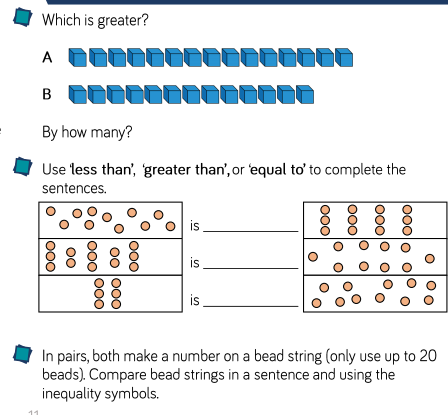 Which is greater?
A
B
By how many?
Use ‘less than’, ‘greater than’, or ‘equal to’ to complete the
sentences.
is ____________
is ____________
is ____________
In pairs, both make a number on a bead string (only use up to 20
beads). Compare bead strings in a sentence and using the
inequality symbols.
11